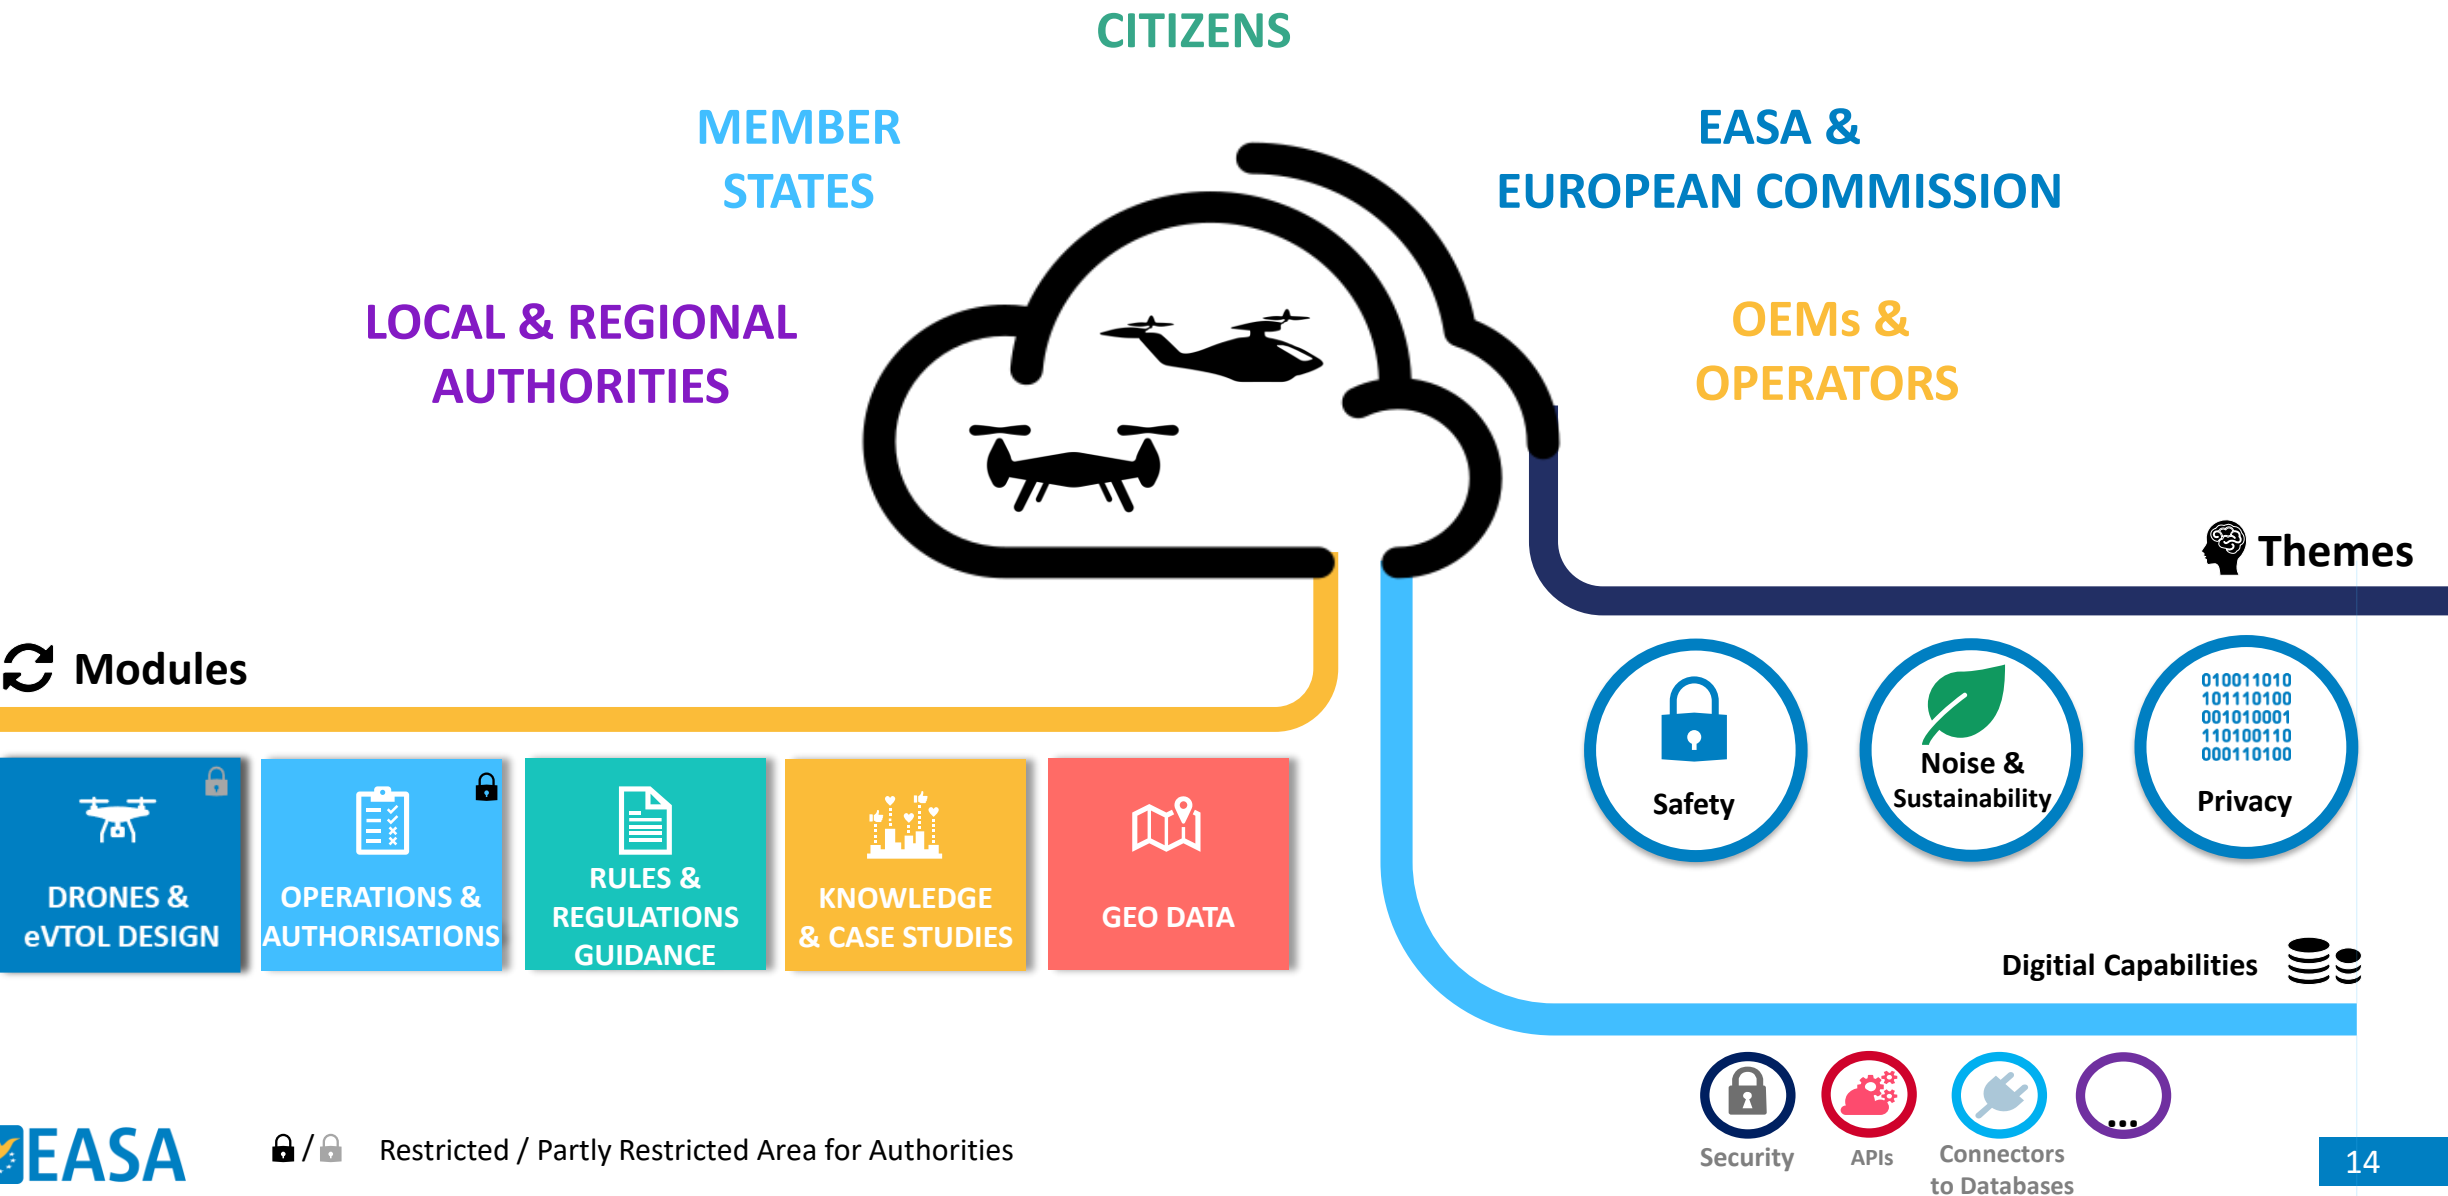 CITIZENS
MEMBER
STATES
EASA &
EUROPEAN COMMISSION
LOCAL & REGIONAL
AUTHORITIES
OEMs &
OPERATORS
Themes
Modules
010011010
101110100
001010001
110100110
000110100
Safety
Noise &
Sustainability
Privacy
DRONES &
eVTOL DESIGN
OPERATIONS &
AUTHORISATIONS
RULES &
REGULATIONS
GUIDANCE
KNOWLEDGE
& CASE STUDIES
GEO DATA
Digitial Capabilities
...
Security
APIs
Connectors
to Databases
EASA
/ Restricted / Partly Restricted Area for Authorities
14